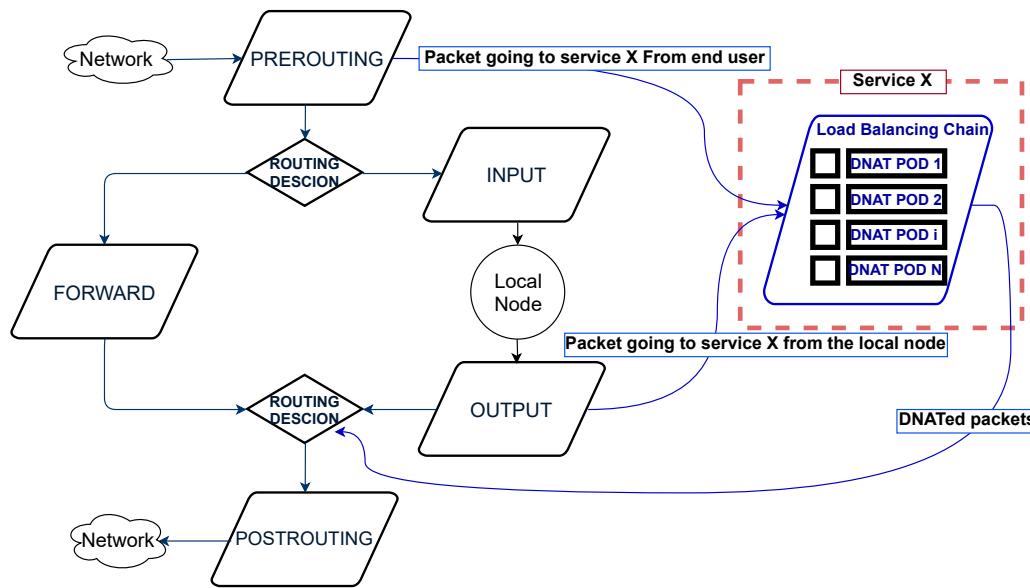 Network
PREROUTING
Packet going to service X From end user
Service X
Load Balancing Chain
DNAT POD 1
DNAT POD 2
DNAT POD i
DNAT POD N
ROUTING
DESCION
INPUT
FORWARD
Local
Node
Packet going to service X from the local node
ROUTING
DESCION
OUTPUT
DNATed packets
POSTROUTING
Network